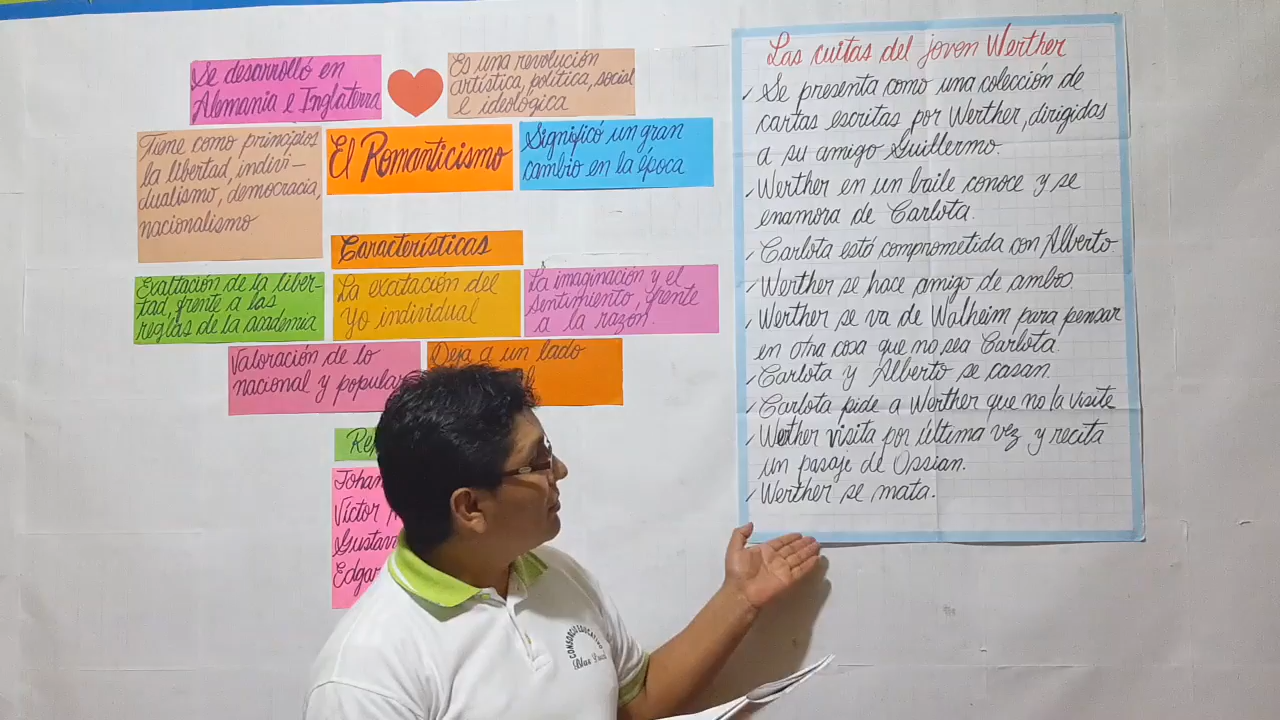 Se desarrolló en
Alemania e Inglaterra
Es una revolución
artística, política, social
e ideológica
Tiene como principios
la libertad, indivi-
dualismo, democracia,
nacionalismo
El Romanticismo
Significó un gran
cambio en la época
Características
Exaltación de la liber-
tad, frente a las
reglas de la academia
La exaltación del
Yo individual
La imaginación y el
sentimiento, frente
a la razón.
Valoración de lo
nacional y popular
Deja a un lado
Víctor
Las cuitas del joven Werther
Se presenta como una colección de
cartas escritas por Werther, dirigidas
a su amigo Guillermo.
Werther en un baile conoce y se
enamora de Carlota.
Carlota está comprometida con Alberto.
Werther se hace amigo de ambos
Werther se va de Walheim para pensar
en otra cosa que no sea Carlota.
Carlota y Alberto se casan.
Carlota pide a Werther que no la visite
Werther visita por última vez y recita
un pasaje de Ossian.
Werther se mata.
CONSORCIO EDUCATIVO